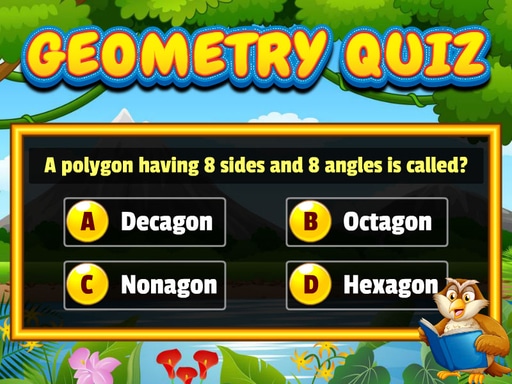 GEOMETRY QUIZ
A polygon having 8 sides and 8 angles is called?
A Decagon
B Octagon
C Nonagon
D Hexagon